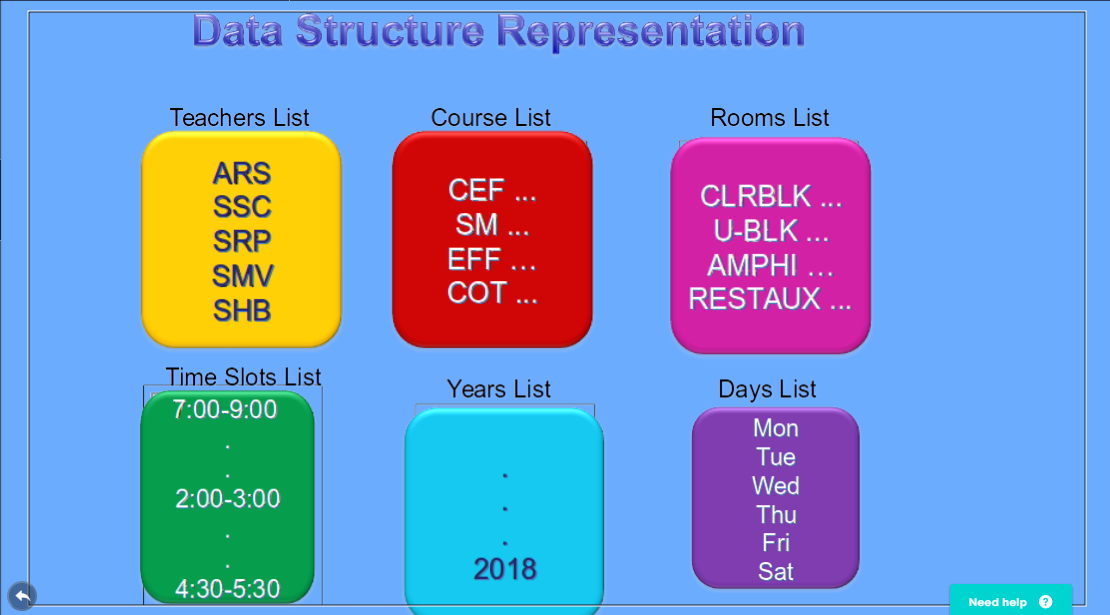 Data Structure Representation
Teachers List
ARS
SSC
SRP
SMV
SHB
Course List
CEF ...
SM ...
EFF ...
COT ...
Rooms List
CLRBLK ...
U-BLK ...
AMPHI ...
RESTAUX ...
Time Slots List
7:00-9:00
.
.
2:00-3:00
.
.
4:30-5:30
Years List
.
.
.
2018
Days List
Mon
Tue
Wed
Thu
Fri
Sat
Need help ?